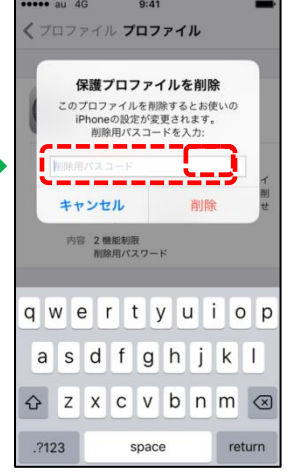 au 4G 9:41
プロファイル プロファイル
保護プロファイルを削除
このプロファイルを削除するとお使いの
iPhoneの設定が変更されます。
削除用パスコードを入力:
削除用パスコード
イ
削
キャンセル 削除 せ
内容 2 機能制限
削除用パスワード
q w e r t y u i o p
a s d f g h j k l
z x c v b n m
.?123 space return